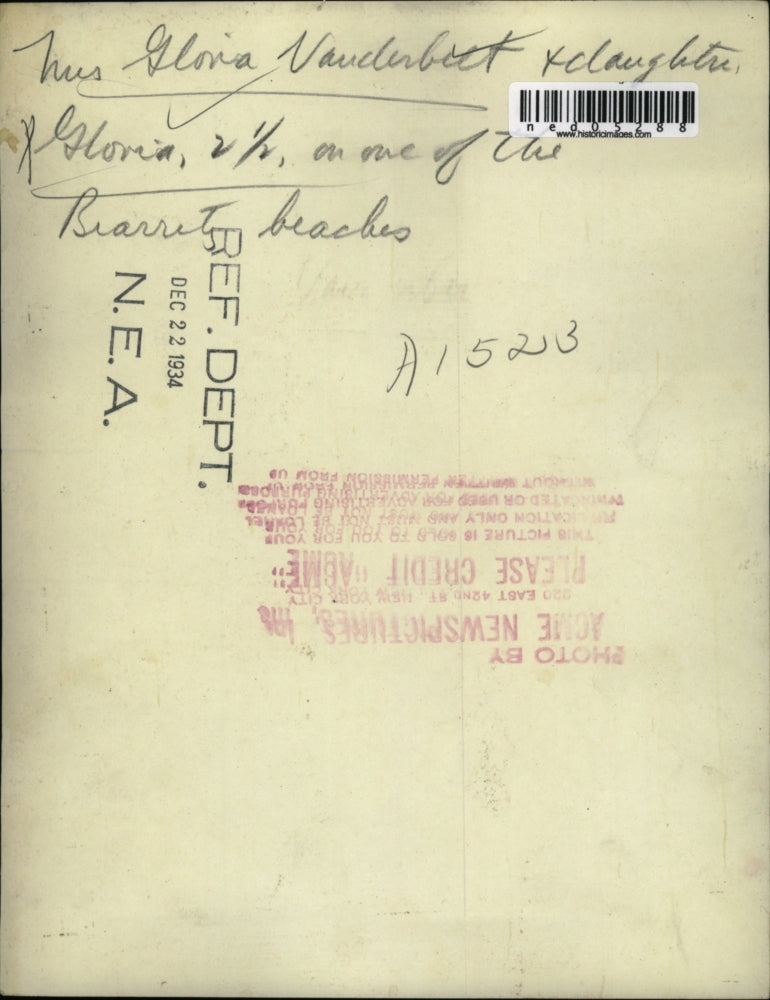 Mrs Gloria Vanderbilt & daughter,
Gloria, 2 1/2, on one of the
Biarritz beaches
ned05288
www.historicimages.com
REF. DEPT.
DEC 22 1934
N.E.A.
A1523
PHOTO BY
ACME NEWSPICTURES, INC
220 EAST 42ND ST. NEW YORK CITY
PLEASE CREDIT "ACME"
THIS PICTURE IS SOLD TO YOU FOR YOUR
PUBLICATION ONLY AND MUST NOT BE LOANED
SYNDICATED OR USED FOR ADVERTISING PURPOSE
WITHOUT WRITTEN PERMISSION FROM US